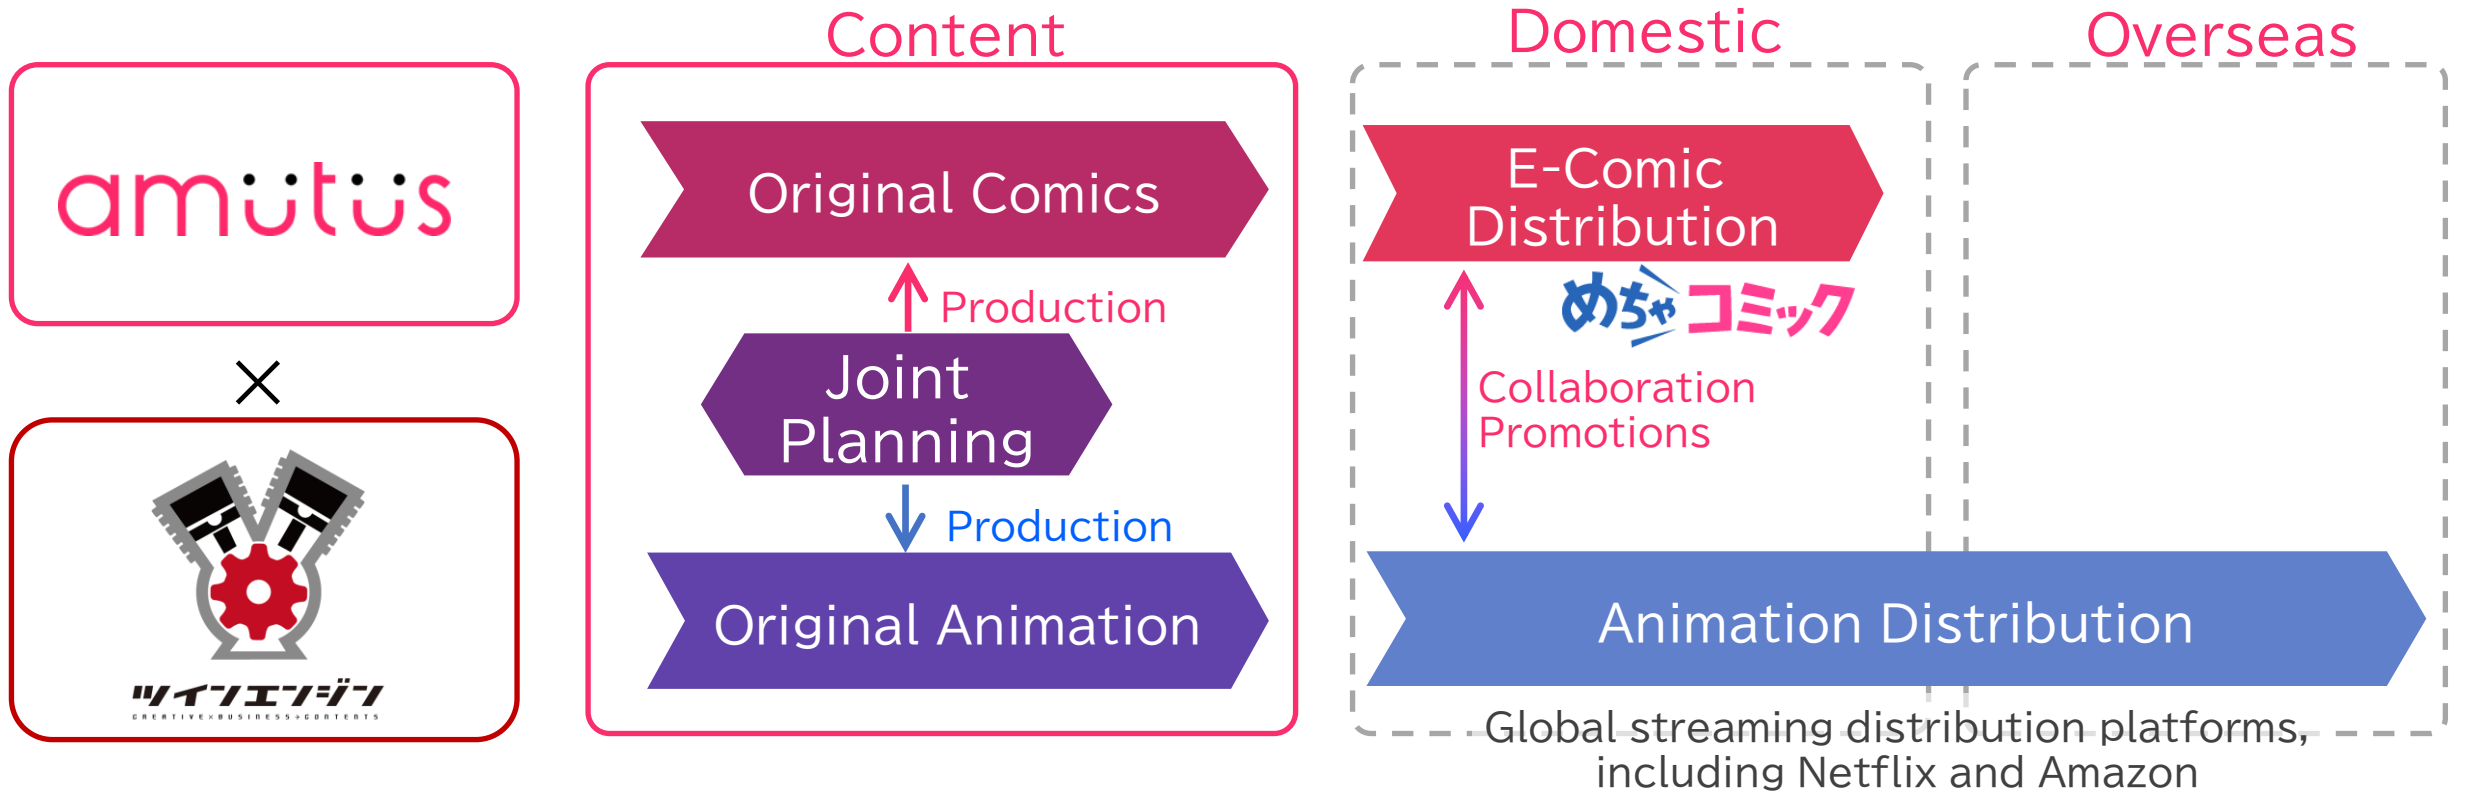 amutus
×
ツインエンジン
CREATIVE×BUSINESS+CONTENTS
Content
Original Comics
Production
Joint
Planning
Production
Original Animation
Domestic
Overseas
E-Comic
Distribution
めちゃコミック
Collaboration
Promotions
Animation Distribution
Global streaming distribution platforms,
including Netflix and Amazon